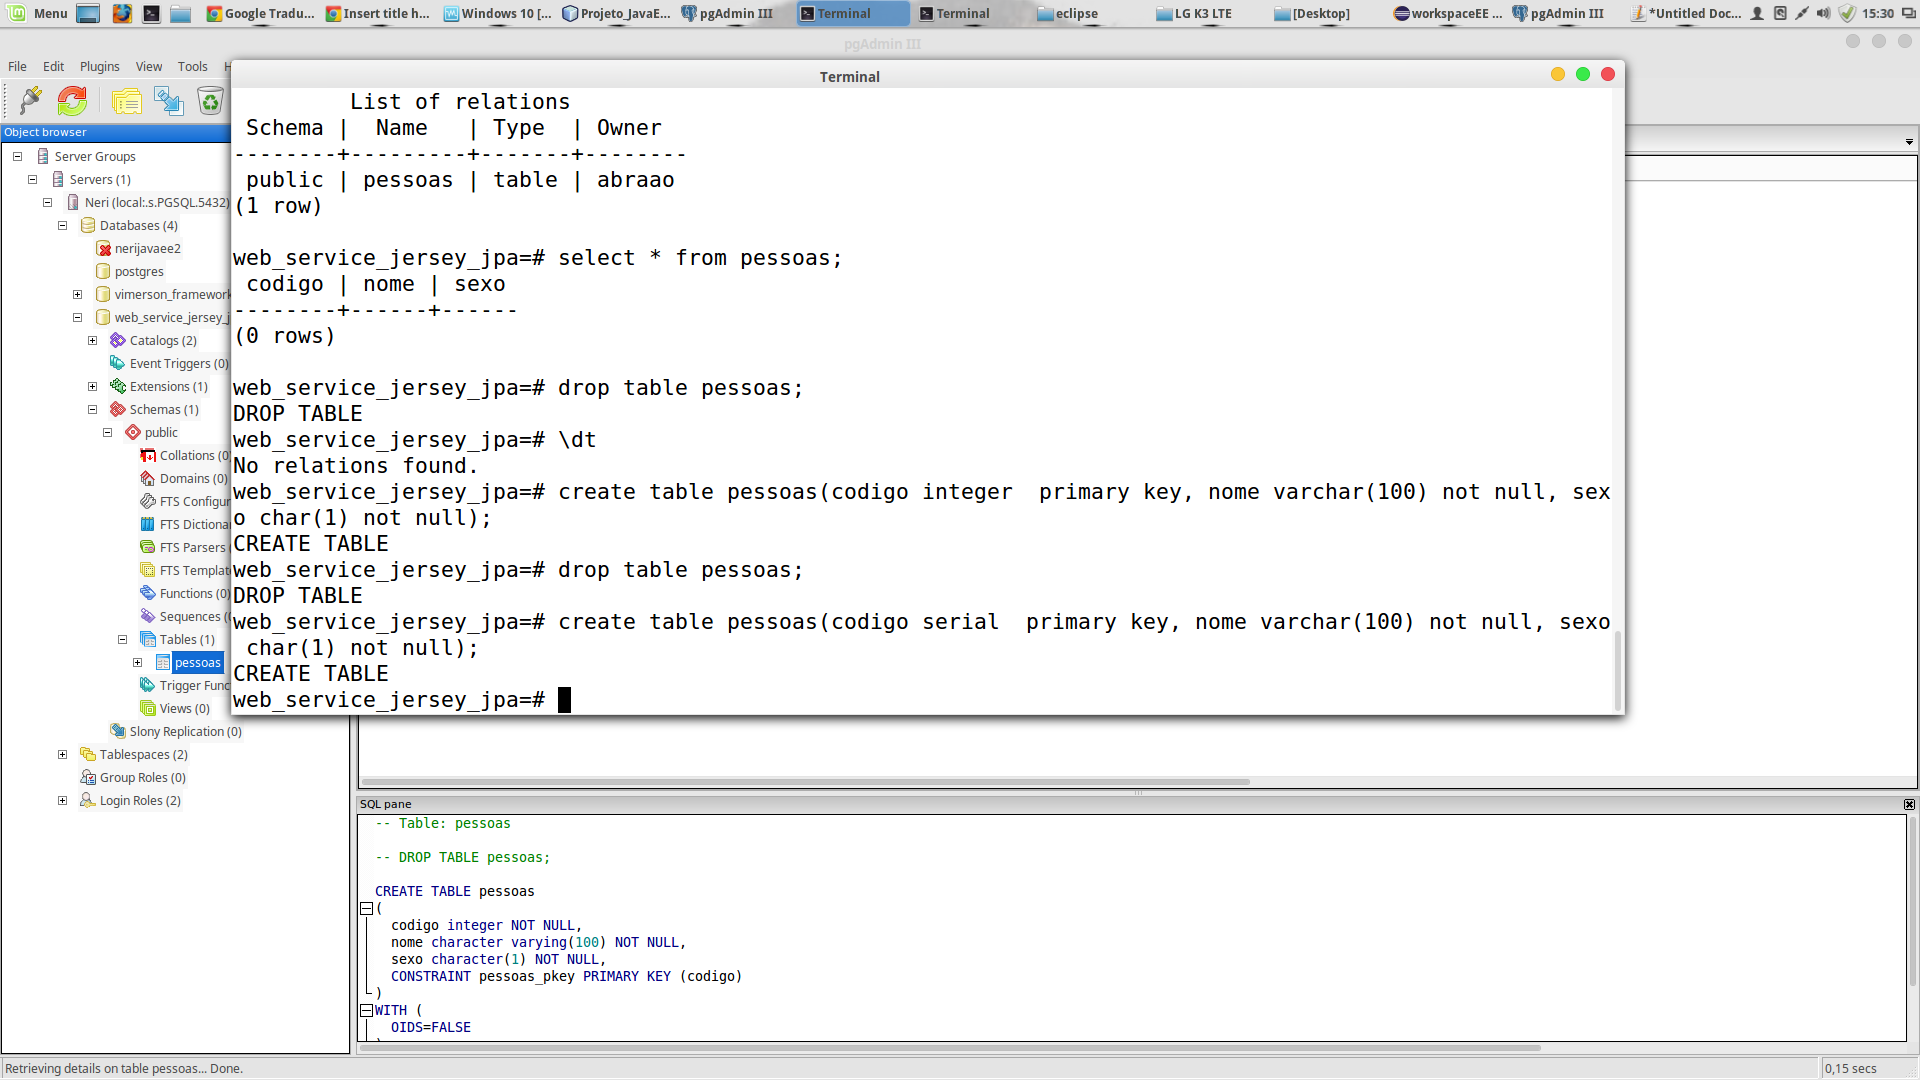 Menu
Google Tradu...
Insert title h...
Windows 10 [...
Projeto_JavaE...
pgAdmin III
Terminal
Terminal
eclipse
LG K3 LTE
[Desktop]
workspaceEE ...
pgAdmin III
*Untitled Doc...
15:30
pgAdmin III
File Edit Plugins View Tools H
Terminal
Object browser
Server Groups
Servers (1)
Neri (local:.s.PGSQL.5432)
Databases (4)
nerijavaee2
postgres
vimerson_framework
web_service_jersey_j
Catalogs (2)
Event Triggers (0)
Extensions (1)
Schemas (1)
public
Collations (0)
Domains (0)
FTS Configur
FTS Dictiona
FTS Parsers
FTS Templat
Functions (0)
Sequences (
Tables (1)
pessoas
Trigger Func
Views (0)
Slony Replication (0)
Tablespaces (2)
Group Roles (0)
Login Roles (2)
List of relations
Schema |  Name   | Type  | Owner
--------+---------+-------+--------
public | pessoas | table | abraao
(1 row)
web_service_jersey_jpa=# select * from pessoas;
codigo | nome | sexo
--------+------+------
(0 rows)
web_service_jersey_jpa=# drop table pessoas;
DROP TABLE
web_service_jersey_jpa=# \dt
No relations found.
web_service_jersey_jpa=# create table pessoas(codigo integer  primary key, nome varchar(100) not null, sex
o char(1) not null);
CREATE TABLE
web_service_jersey_jpa=# drop table pessoas;
DROP TABLE
web_service_jersey_jpa=# create table pessoas(codigo serial  primary key, nome varchar(100) not null, sexo
char(1) not null);
CREATE TABLE
web_service_jersey_jpa=#
SQL pane
-- Table: pessoas
-- DROP TABLE pessoas;
CREATE TABLE pessoas
(
codigo integer NOT NULL,
nome character varying(100) NOT NULL,
sexo character(1) NOT NULL,
CONSTRAINT pessoas_pkey PRIMARY KEY (codigo)
)
WITH (
OIDS=FALSE
Retrieving details on table pessoas... Done.
0,15 secs